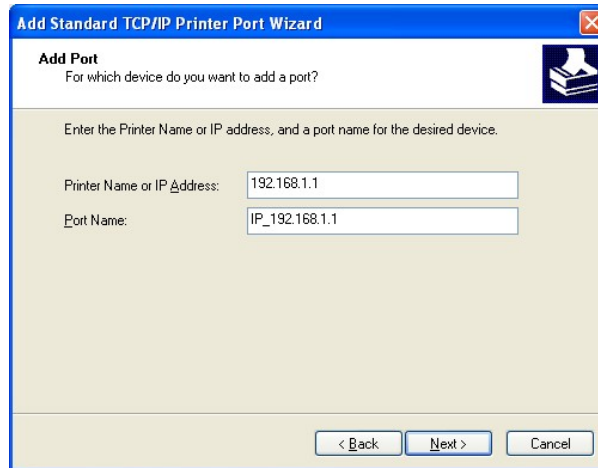 Add Standard TCP/IP Printer Port Wizard
Add Port
For which device do you want to add a port?
Enter the Printer Name or IP address, and a port name for the desired device.
Printer Name or IP Address: 192.168.1.1
Port Name: IP_192.168.1.1
< Back Next > Cancel